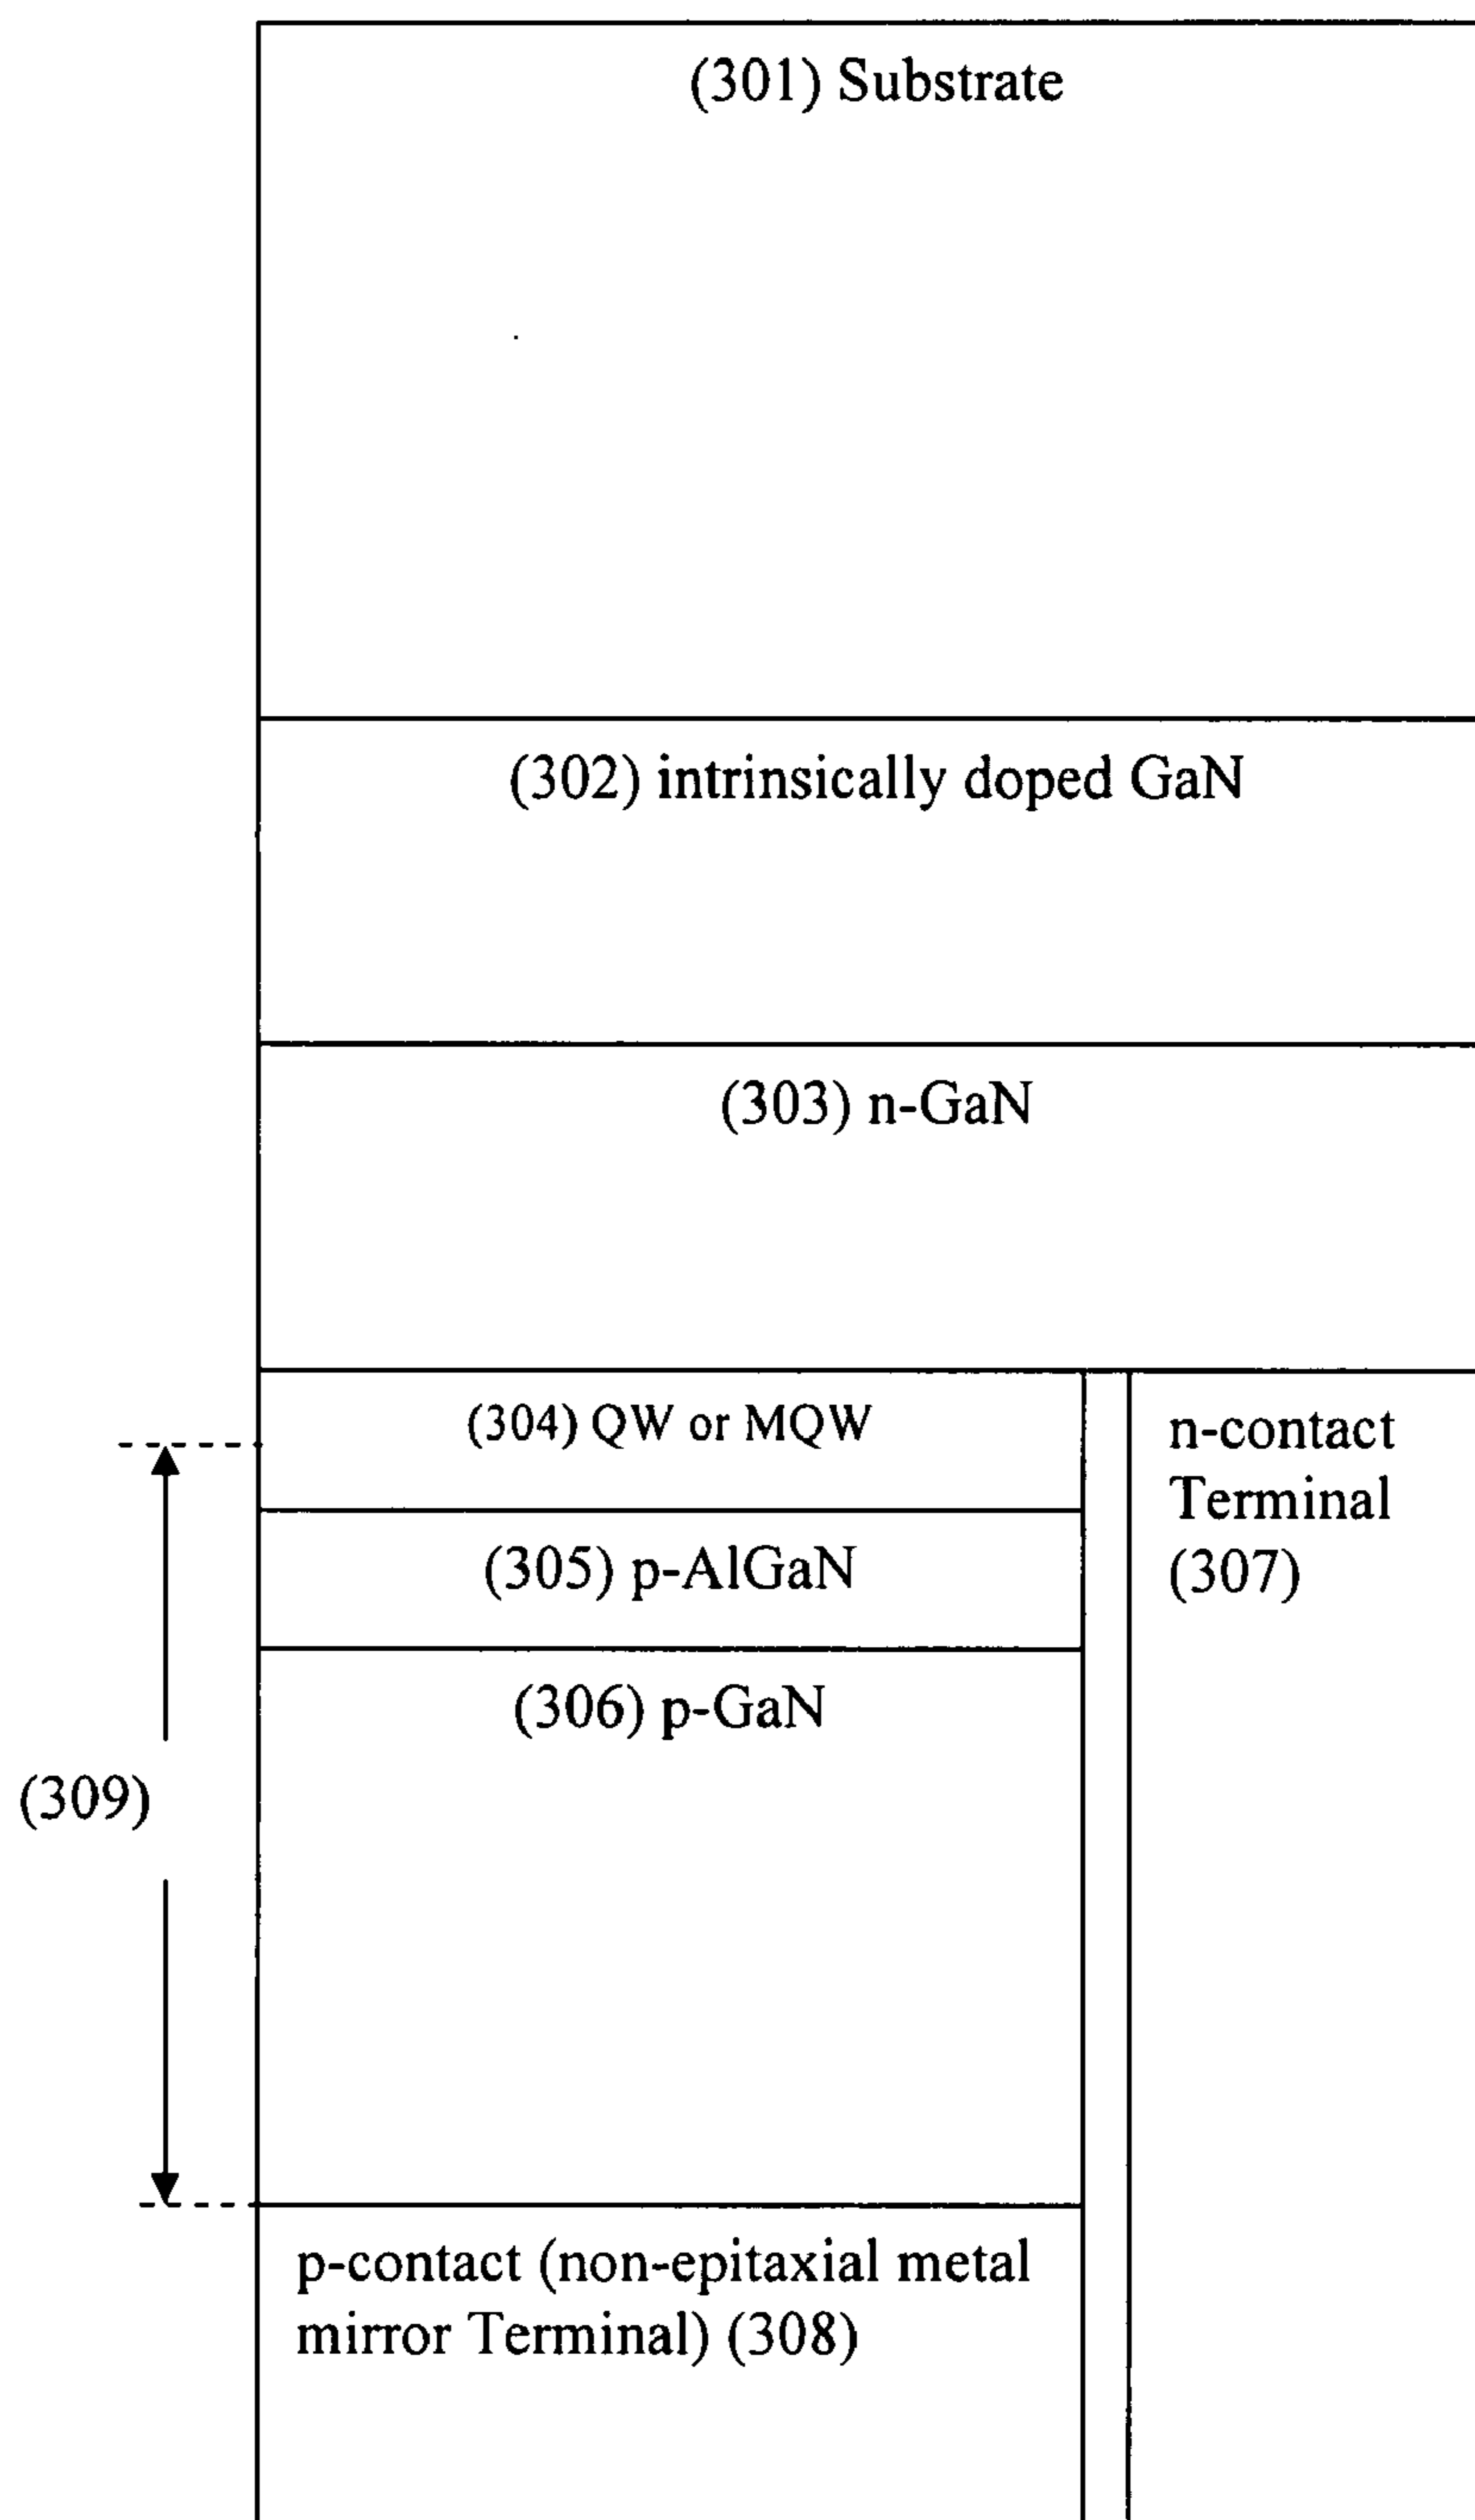 (301) Substrate
(302) intrinsically doped GaN
(303) n-GaN
(304) QW or MQW
n-contact
Terminal
(307)
(305) p-AlGaN
(306) p-GaN
(309)
p-contact (non-epitaxial metal
mirror Terminal) (308)